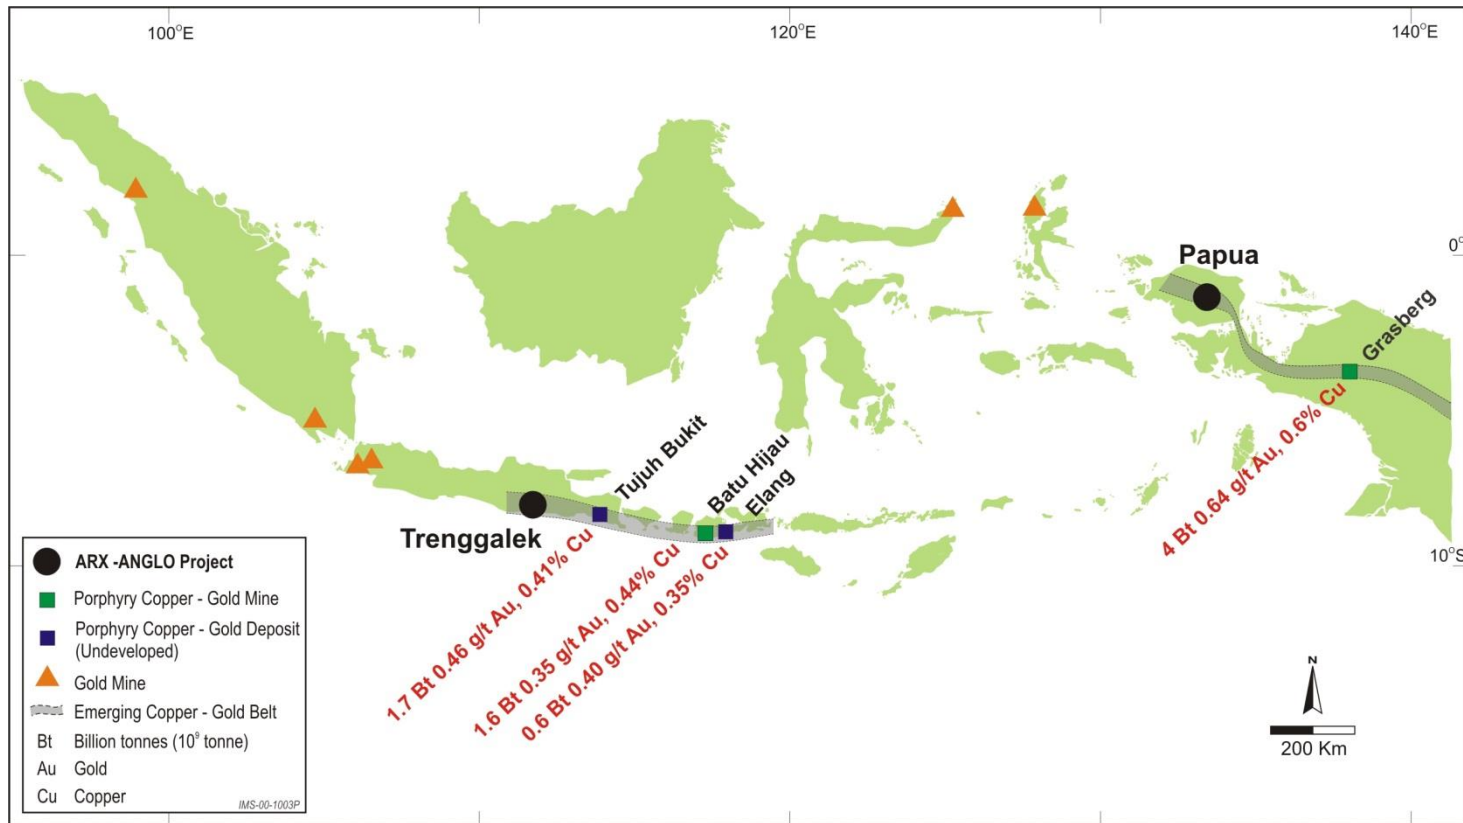 100°E
120°E
140°E
0°
10°S
Papua
Grasberg
4 Bt 0.64 g/t Au, 0.6% Cu
Tujuh Bukit
Batu Hijau
Elang
Trenggalek
1.7 Bt 0.46 g/t Au, 0.41% Cu
1.6 Bt 0.35 g/t Au, 0.44% Cu
0.6 Bt 0.40 g/t Au, 0.35% Cu
ARX -ANGLO Project
Porphyry Copper - Gold Mine
Porphyry Copper - Gold Deposit
(Undeveloped)
Gold Mine
Emerging Copper - Gold Belt
Bt Billion tonnes (10⁹ tonne)
Au Gold
Cu Copper
IMS-00-1003P
N
200 Km